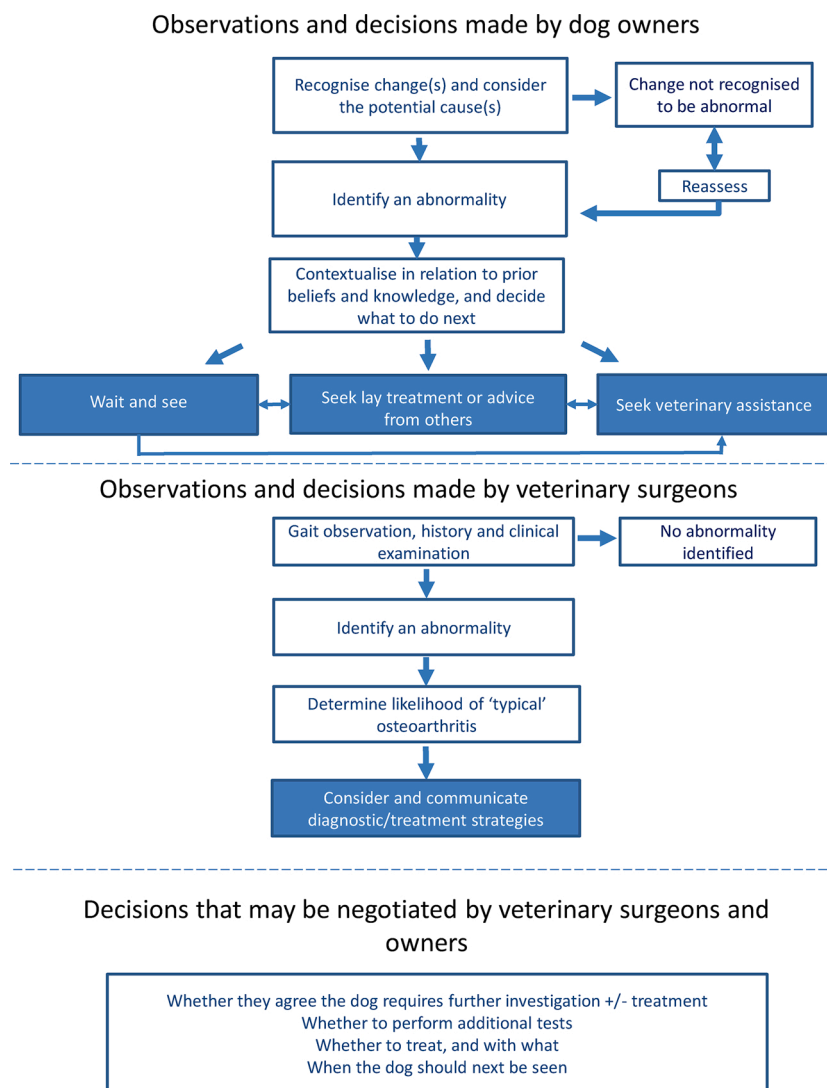 Observations and decisions made by dog owners
Recognise change(s) and consider
the potential cause(s)
Change not recognised
to be abnormal
Identify an abnormality
Reassess
Contextualise in relation to prior
beliefs and knowledge, and decide
what to do next
Wait and see
Seek lay treatment or advice
from others
Seek veterinary assistance
Observations and decisions made by veterinary surgeons
Gait observation, history and clinical
examination
No abnormality
identified
Identify an abnormality
Determine likelihood of ‘typical’
osteoarthritis
Consider and communicate
diagnostic/treatment strategies
Decisions that may be negotiated by veterinary surgeons and
owners
Whether they agree the dog requires further investigation +/- treatment
Whether to perform additional tests
Whether to treat, and with what
When the dog should next be seen